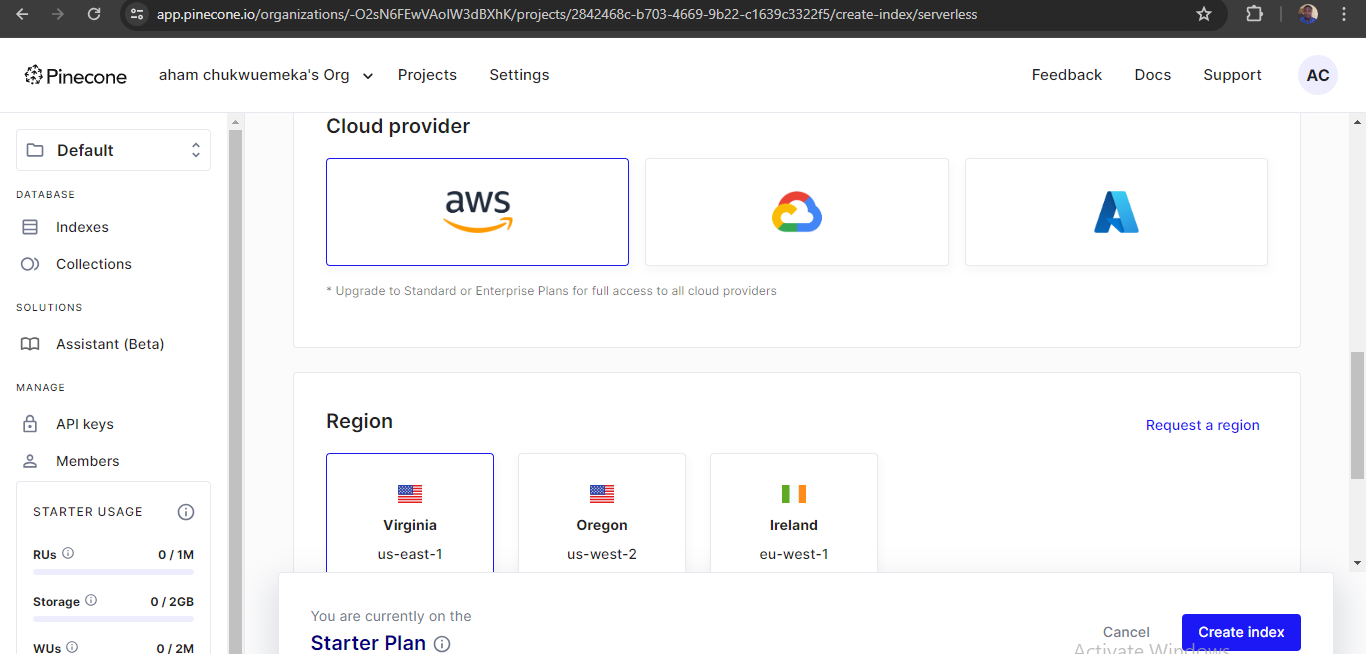 app.pinecone.io/organizations/-O2sN6FEwVAoIW3dBXhK/projects/2842468c-b703-4669-9b22-c1639c3322f5/create-index/serverless
Pinecone
aham chukwuemeka's Org
Projects
Settings
Feedback
Docs
Support
AC
Default
DATABASE
Indexes
Collections
SOLUTIONS
Assistant (Beta)
MANAGE
API keys
Members
STARTER USAGE
RUs 0 / 1M
Storage 0 / 2GB
WUs 0 / 2M
Cloud provider
aws
* Upgrade to Standard or Enterprise Plans for full access to all cloud providers
Region
Request a region
Virginia
us-east-1
Oregon
us-west-2
Ireland
eu-west-1
You are currently on the
Starter Plan
Cancel
Create index
Activate Windows